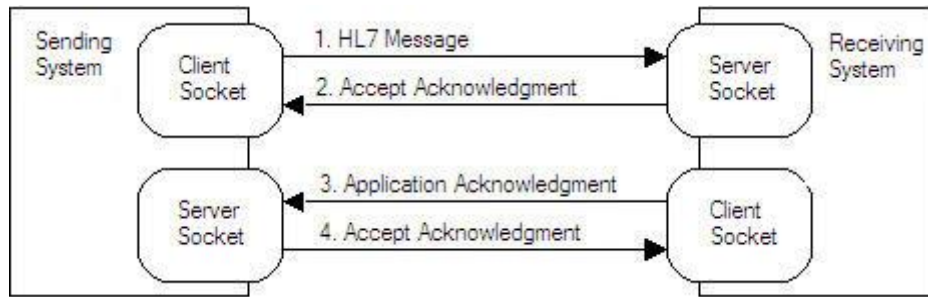 Sending
System
Client
Socket
1. HL7 Message
2. Accept Acknowledgment
Server
Socket
Receiving
System
Server
Socket
3. Application Acknowledgment
4. Accept Acknowledgment
Client
Socket